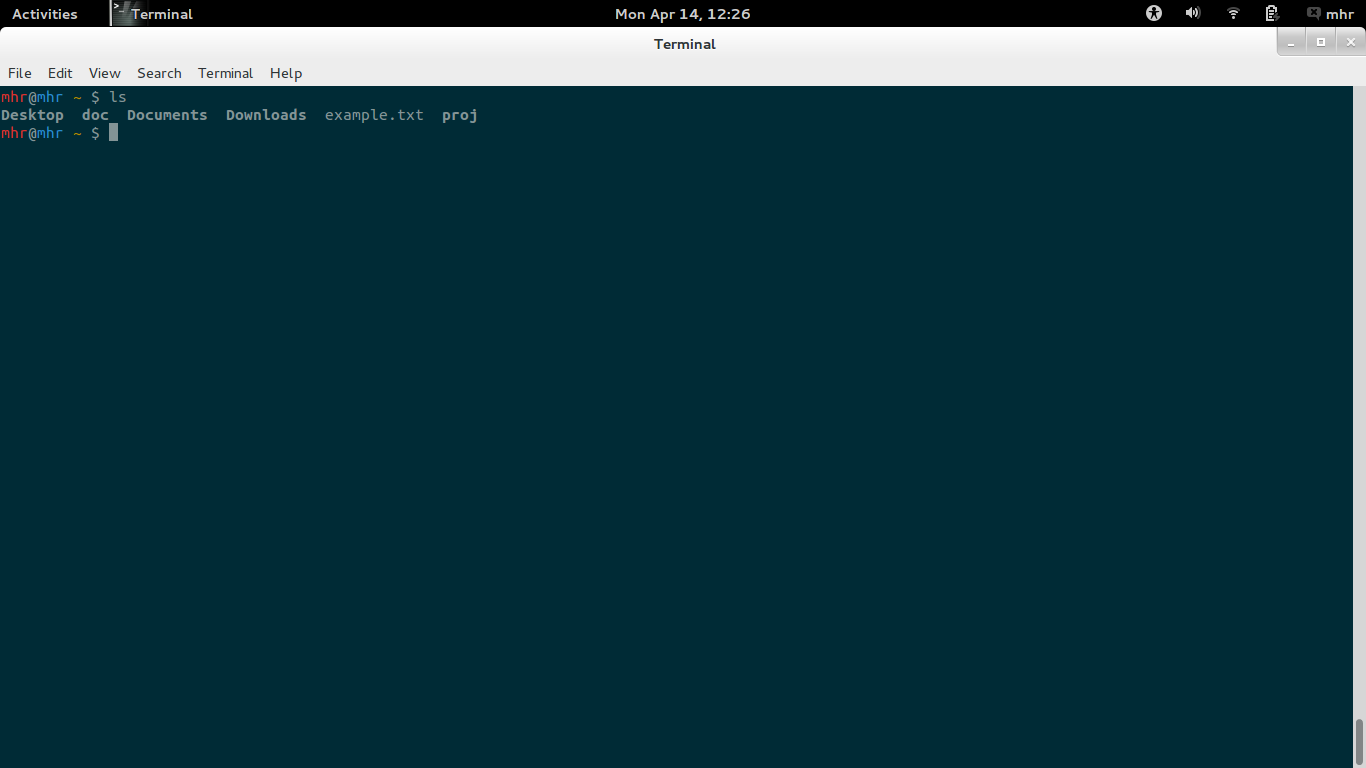 Activities Terminal Mon Apr 14, 12:26 mhr
Terminal
File Edit View Search Terminal Help
mhr@mhr ~ $ ls
Desktop doc Documents Downloads example.txt proj
mhr@mhr ~ $